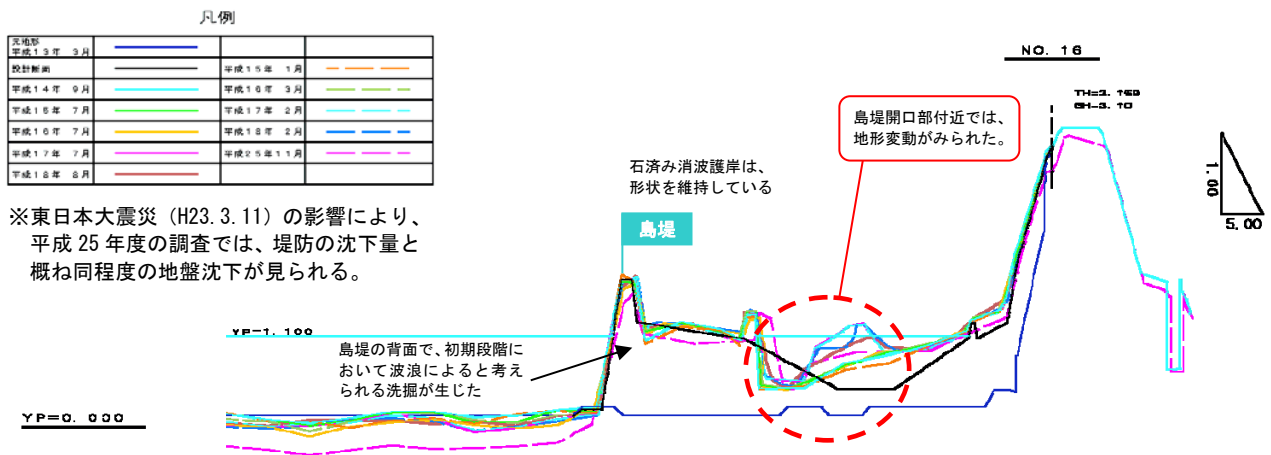 凡例
元地形
平成13年 3月
設計断面
平成15年 1月
平成14年 9月
平成16年 3月
平成15年 7月
平成17年 2月
平成16年 7月
平成18年 2月
平成17年 7月
平成25年11月
平成18年 8月
※東日本大震災（H23.3.11）の影響により、
平成 25 年度の調査では、堤防の沈下量と
概ね同程度の地盤沈下が見られる。
NO. 16
TH=3.159
GH=3.10
島堤開口部付近では、
地形変動がみられた。
石済み消波護岸は、
形状を維持している
島堤
1.00
5.00
YP=1.100
島堤の背面で、初期段階に
おいて波浪によると考え
られる洗掘が生じた
YP=0.000